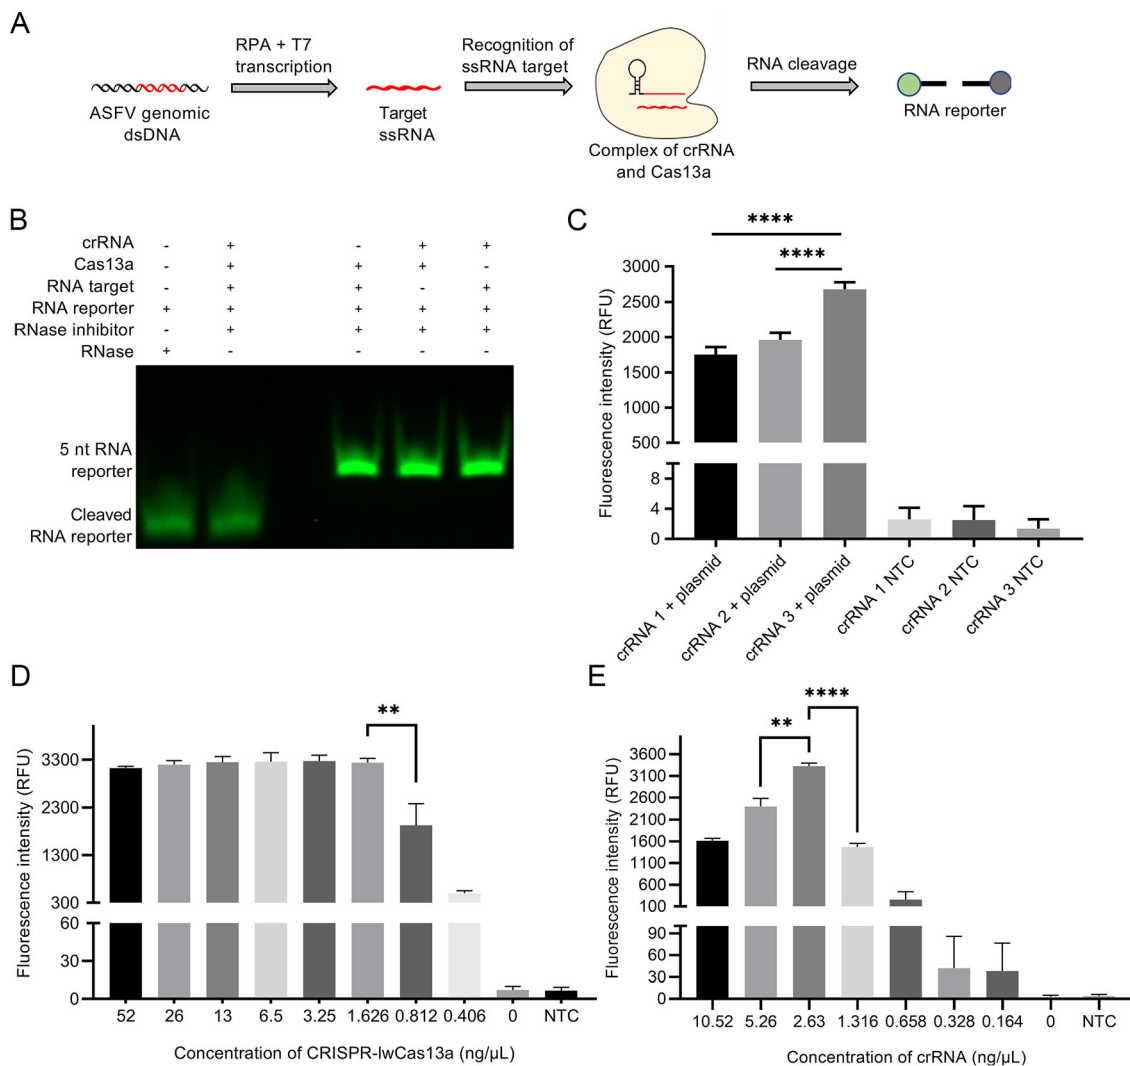 A
RPA + T7
transcription
Recognition of
ssRNA target
RNA cleavage
ASFV genomic
dsDNA
Target
ssRNA
Complex of crRNA
and Cas13a
RNA reporter
B
crRNA - + - + +
Cas13a - + + + -
RNA target - + + - +
RNA reporter + + + + +
RNase inhibitor - + + + +
RNase + - - - -
5 nt RNA
reporter
Cleaved
RNA reporter
C
****
****
Fluorescence intensity (RFU)
3000
2500
2000
1500
1000
500
8
4
0
crRNA 1 + plasmid
crRNA 2 + plasmid
crRNA 3 + plasmid
crRNA 1 NTC
crRNA 2 NTC
crRNA 3 NTC
D
**
Fluorescence intensity (RFU)
3300
2300
1300
300
60
30
0
52 26 13 6.5 3.25 1.626 0.812 0.406 0 NTC
Concentration of CRISPR-lwCas13a (ng/µL)
E
****
**
Fluorescence intensity (RFU)
3600
3100
2600
2100
1600
1100
600
100
90
60
30
0
10.52 5.26 2.63 1.316 0.658 0.328 0.164 0 NTC
Concentration of crRNA (ng/µL)